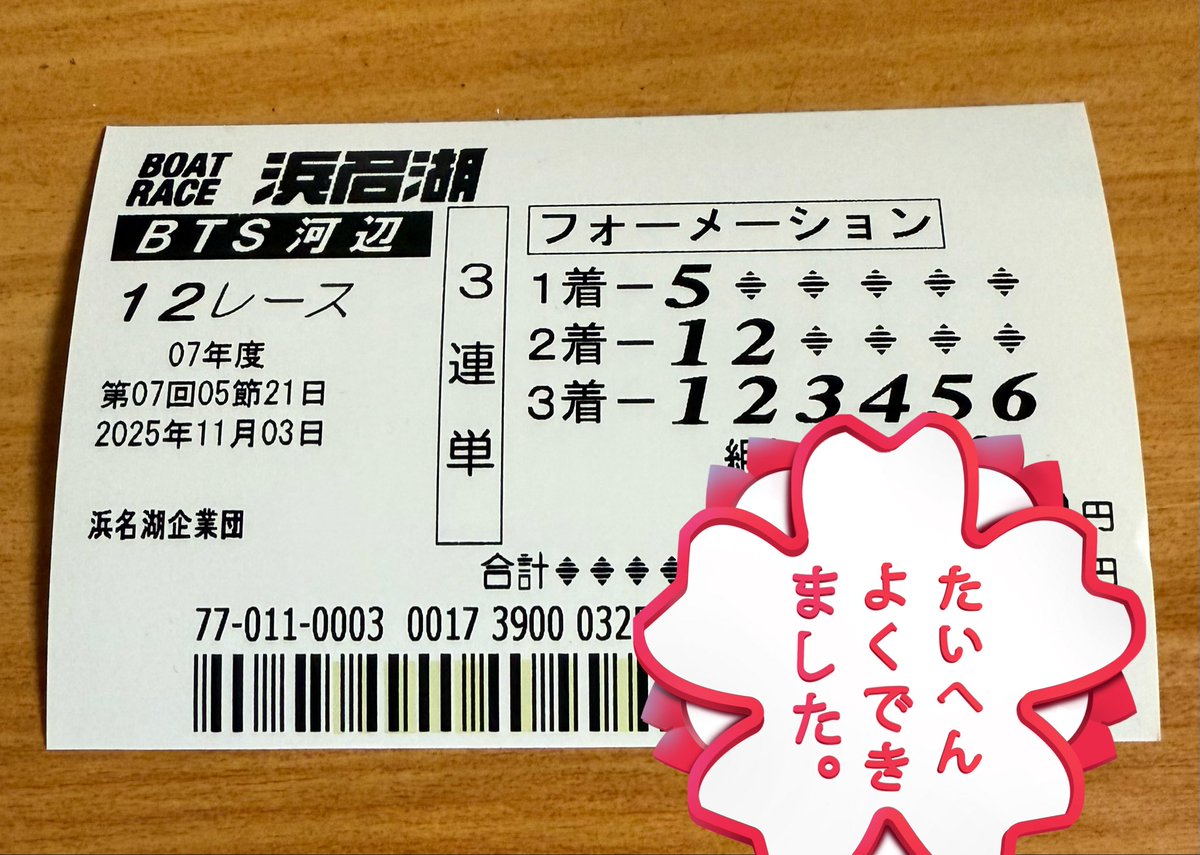 BOAT RACE 浜名湖
BTS河辺
12レース
07年度
第07回05節21日
2025年11月03日
浜名湖企業団
3連単
フォーメーション
1着ー5
2着ー12
3着ー123456
組
円
合計
円
77-011-0003 0017 3900 032
たいへん
よくでき
ました。